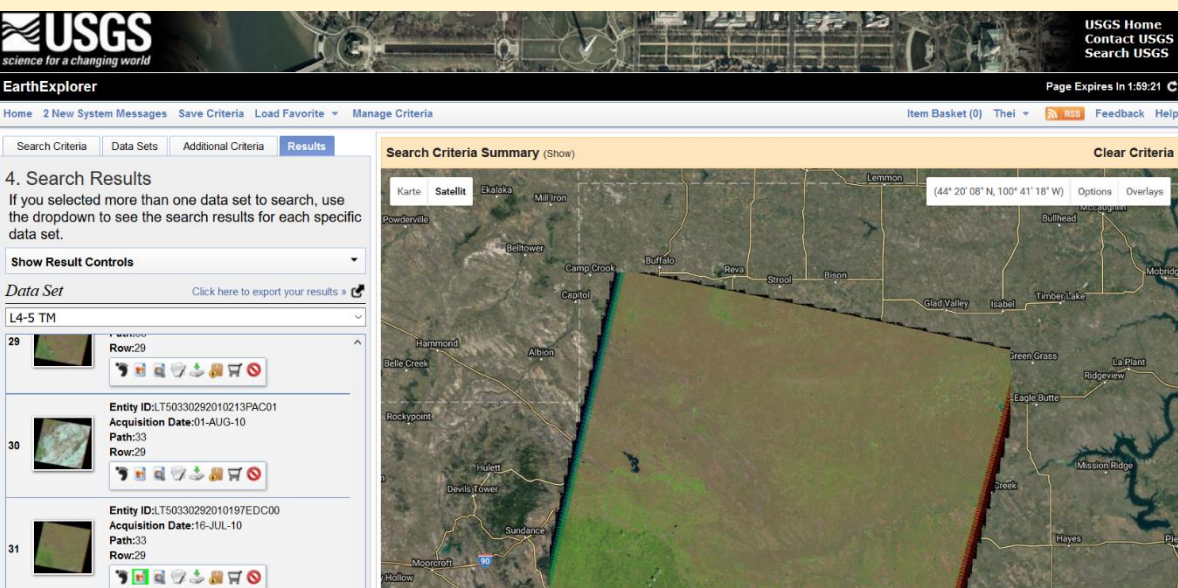 USGS
science for a changing world
USGS Home
Contact USGS
Search USGS
EarthExplorer
Page Expires In 1:59:21
Home 2 New System Messages Save Criteria Load Favorite Manage Criteria
Item Basket (0) Thei RSS Feedback Help
Search Criteria Data Sets Additional Criteria Results
4. Search Results
If you selected more than one data set to search, use
the dropdown to see the search results for each specific
data set.
Show Result Controls
Data Set Click here to export your results »
L4-5 TM
29
Row:29
30
Entity ID:LT50330292010213PAC01
Acquisition Date:01-AUG-10
Path:33
Row:29
31
Entity ID:LT50330292010197EDC00
Acquisition Date:16-JUL-10
Path:33
Row:29
Search Criteria Summary (Show) Clear Criteria
Karte Satellit
(44° 20' 08" N, 100° 41' 18" W) Options Overlays
Lemmon
Ekalaka
Mill Iron
McLaughlin
Powderville
Bullhead
Belltower
Buffalo
Camp Crook
Reva
Strool
Bison
Mobridg
Capitol
Glad Valley
Isabel
Timber Lake
Hammond
Albion
Belle Creek
Green Grass
La Plant
Ridgeview
Eagle Butte
Rockypoint
Hulett
Mission Ridge
Devils Tower
Creek
Sundance
Hayes
Pie
Moorcroft
90
Hollow